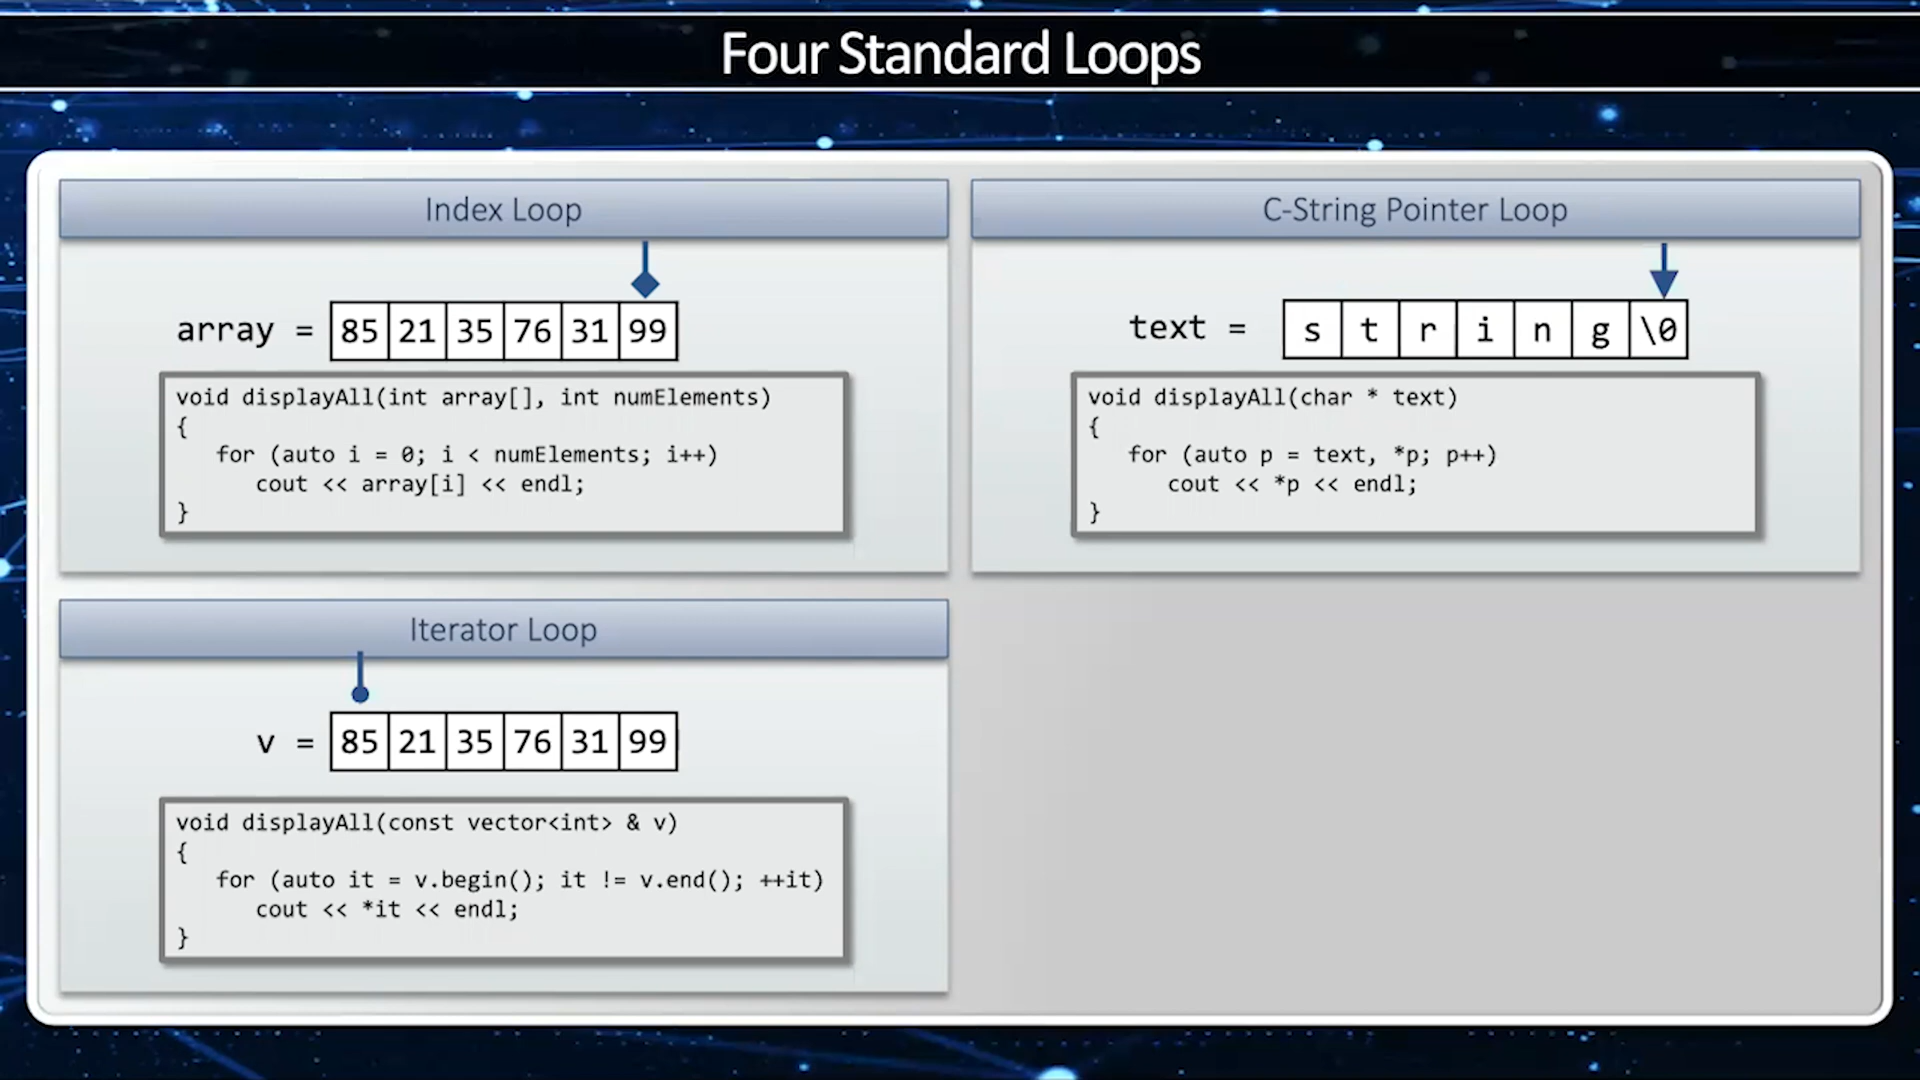 Four Standard Loops
Index Loop
array = 85 21 35 76 31 99
void displayAll(int array[], int numElements)
{
   for (auto i = 0; i < numElements; i++)
      cout << array[i] << endl;
}
C-String Pointer Loop
text = s t r i n g \0
void displayAll(char * text)
{
   for (auto p = text, *p; p++)
      cout << *p << endl;
}
Iterator Loop
v = 85 21 35 76 31 99
void displayAll(const vector<int> & v)
{
   for (auto it = v.begin(); it != v.end(); ++it)
      cout << *it << endl;
}